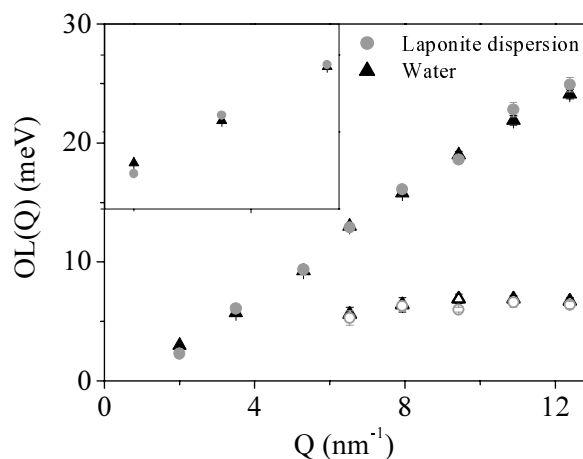 30
20
10
0
OL(Q) (meV)
Laponite dispersion
Water
0
4
8
12
Q (nm⁻¹)